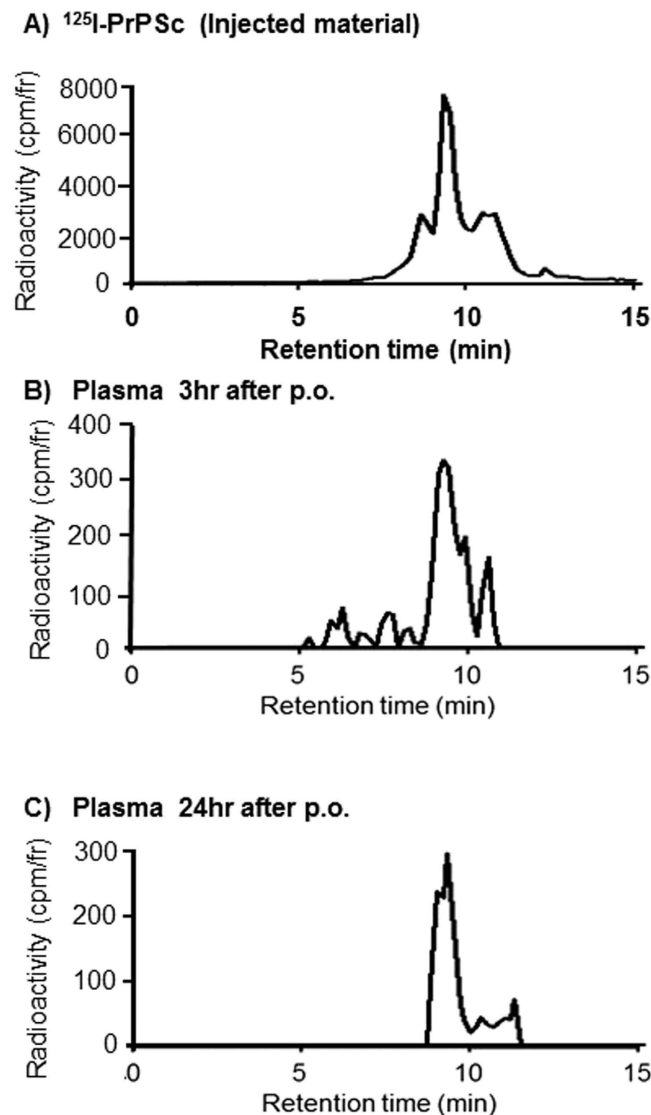 A) ¹²⁵I-PrPSc (Injected material)
Radioactivity (cpm/fr)
8000
6000
4000
2000
0
0 5 10 15
Retention time (min)
B) Plasma 3hr after p.o.
Radioactivity (cpm/fr)
400
300
200
100
0
0 5 10 15
Retention time (min)
C) Plasma 24hr after p.o.
Radioactivity (cpm/fr)
300
200
100
0
.0 5 10 15
Retention time (min)